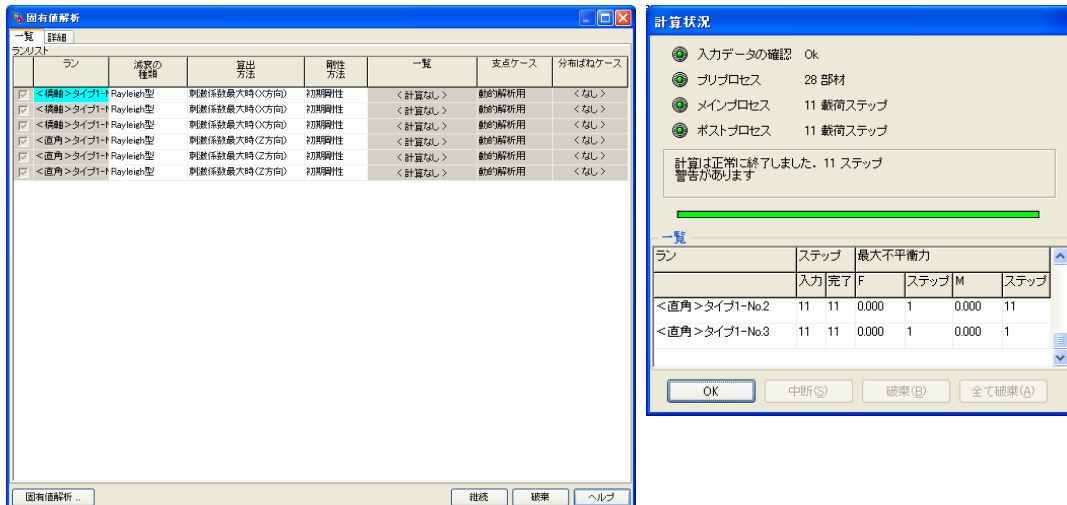 固有値解析
一覧 詳細
ランリスト
ラン 減衰の種類 算出方法 剛性方法 一覧 支点ケース 分布ばねケース
<橋軸>タイプ1-N Rayleigh型 刺激係数最大時(X方向) 初期剛性 <計算なし> 動的解析用 <なし>
<橋軸>タイプ1-N Rayleigh型 刺激係数最大時(X方向) 初期剛性 <計算なし> 動的解析用 <なし>
<橋軸>タイプ1-N Rayleigh型 刺激係数最大時(X方向) 初期剛性 <計算なし> 動的解析用 <なし>
<直角>タイプ1-N Rayleigh型 刺激係数最大時(Z方向) 初期剛性 <計算なし> 動的解析用 <なし>
<直角>タイプ1-N Rayleigh型 刺激係数最大時(Z方向) 初期剛性 <計算なし> 動的解析用 <なし>
<直角>タイプ1-N Rayleigh型 刺激係数最大時(Z方向) 初期剛性 <計算なし> 動的解析用 <なし>
固有値解析 .. 継続 破棄 ヘルプ
計算状況
入力データの確認 Ok
プリプロセス 28 部材
メインプロセス 11 載荷ステップ
ポストプロセス 11 載荷ステップ
計算は正常に終了しました. 11 ステップ
警告があります
一覧
ラン ステップ 最大不平衡力
入力 完了 F ステップ M ステップ
<直角>タイプ1-No.2 11 11 0.000 1 0.000 11
<直角>タイプ1-No.3 11 11 0.000 1 0.000 1
OK 中断(S) 破棄(B) 全て破棄(A)